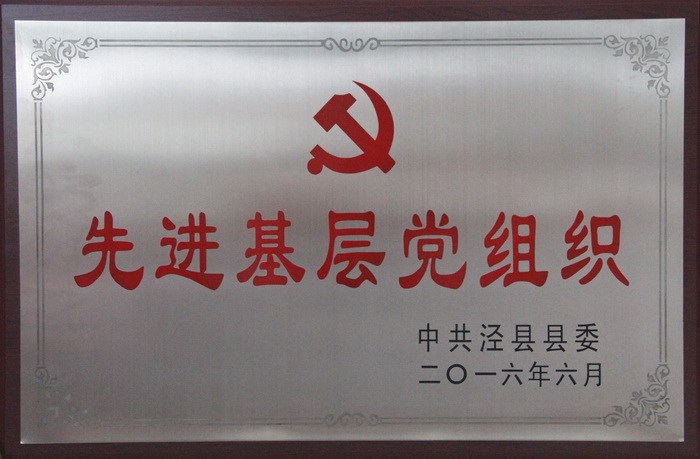 先进基层党组织
中共泾县县委
二〇一六年六月